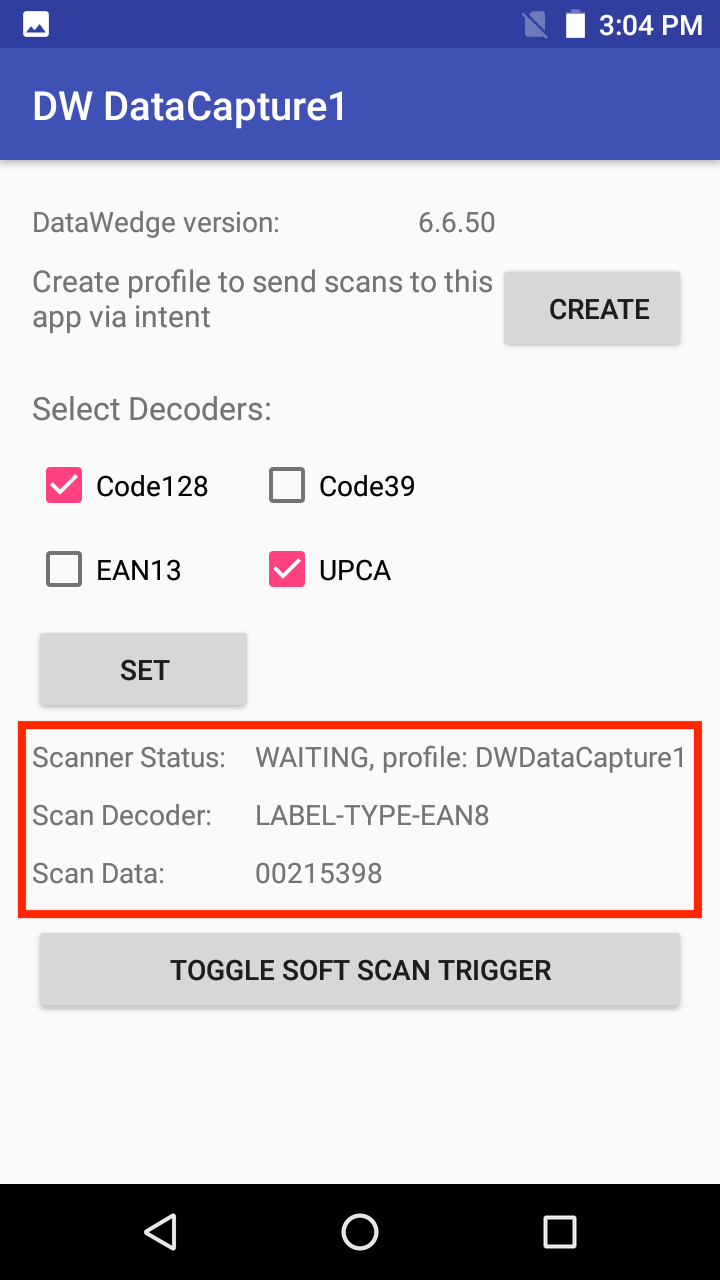 3:04 PM
DW DataCapture1
DataWedge version: 6.6.50
Create profile to send scans to this
app via intent
CREATE
Select Decoders:
Code128 Code39
EAN13 UPCA
SET
Scanner Status: WAITING, profile: DWDataCapture1
Scan Decoder: LABEL-TYPE-EAN8
Scan Data: 00215398
TOGGLE SOFT SCAN TRIGGER